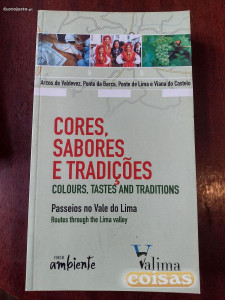 Arcos de Valdevez, Ponte da Barca, Ponte de Lima e Viana do Castelo
CORES,
SABORES
E TRADIÇÕES
COLOURS, TASTES AND TRADITIONS
Passeios no Vale do Lima
Routes through the Lima valley
ambiente
Valima
coisas